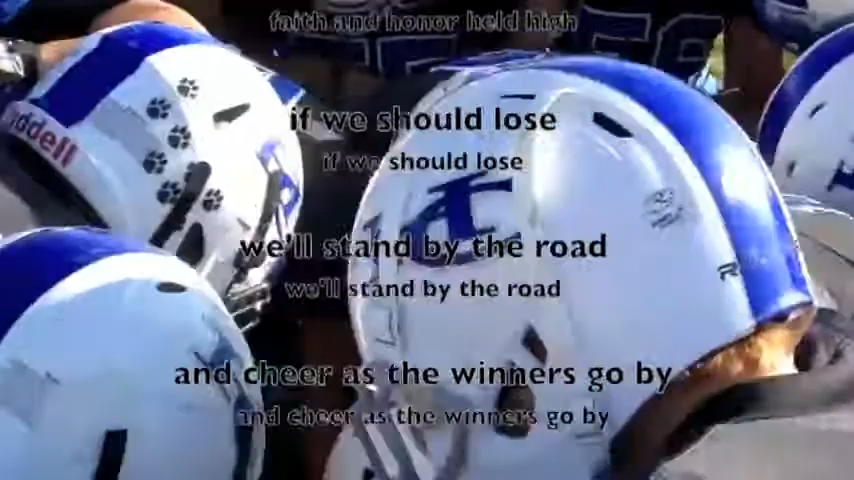 faith and honor held high
if we should lose
if we should lose
we'll stand by the road
we'll stand by the road
and cheer as the winners go by
and cheer as the winners go by
ddell